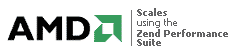 AMD
Scales
using the
Zend Performance
Suite